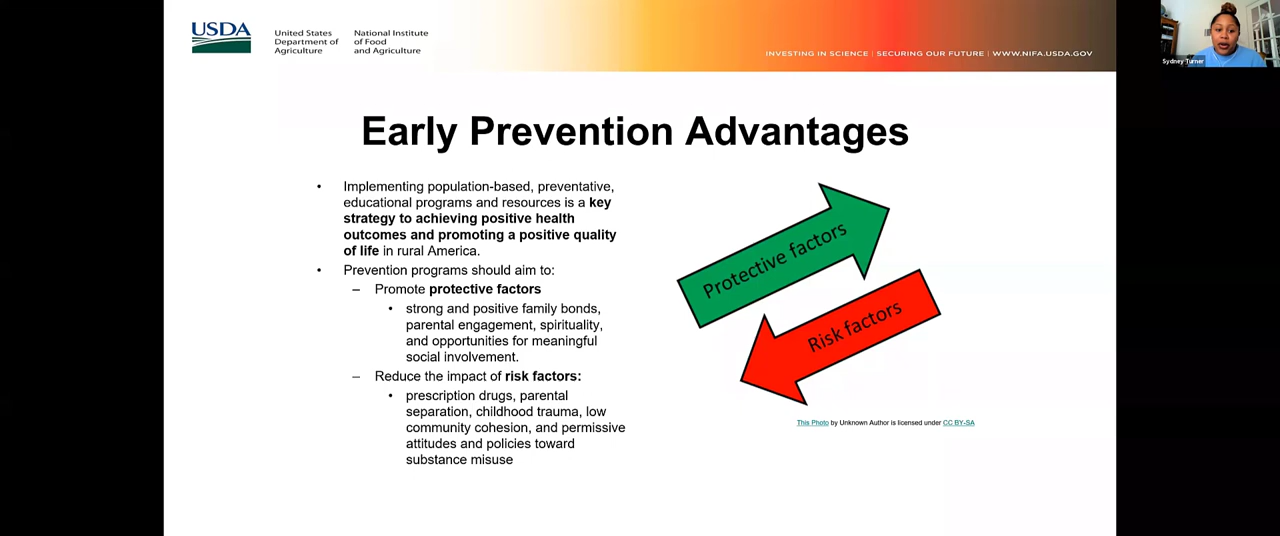 USDA
United States
Department of
Agriculture
National Institute
of Food
and Agriculture
INVESTING IN SCIENCE | SECURING OUR FUTURE | WWW.NIFA.USDA.GOV
Sydney Turner
Early Prevention Advantages
• Implementing population-based, preventative,
educational programs and resources is a key
strategy to achieving positive health
outcomes and promoting a positive quality
of life in rural America.
• Prevention programs should aim to:
– Promote protective factors
• strong and positive family bonds,
parental engagement, spirituality,
and opportunities for meaningful
social involvement.
– Reduce the impact of risk factors:
• prescription drugs, parental
separation, childhood trauma, low
community cohesion, and permissive
attitudes and policies toward
substance misuse
Protective factors
Risk factors
This Photo by Unknown Author is licensed under CC BY-SA